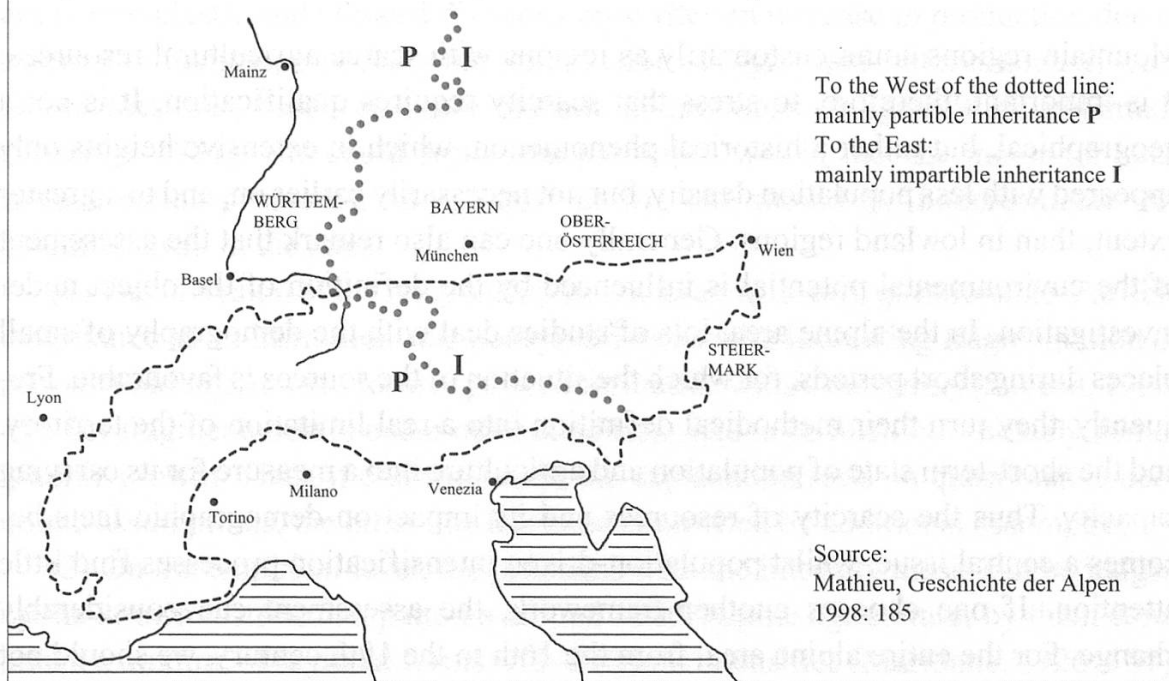 Mainz
P I
To the West of the dotted line:
mainly partible inheritance P
To the East:
mainly impartible inheritance I
WÜRTTEM-
BERG
BAYERN
OBER-
ÖSTERREICH
München
Wien
Basel
STEIER-
MARK
P I
Lyon
Milano
Venezia
Torino
Source:
Mathieu, Geschichte der Alpen
1998: 185